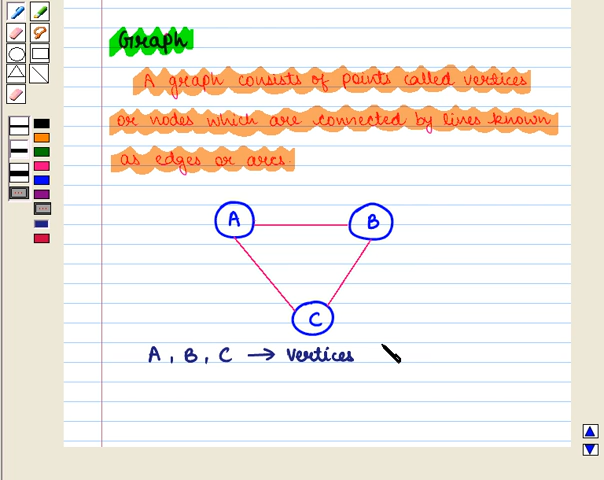 Graph
A graph consists of points called vertices
or nodes which are connected by lines known
as edges or arcs.
A B
C
A, B, C → Vertices